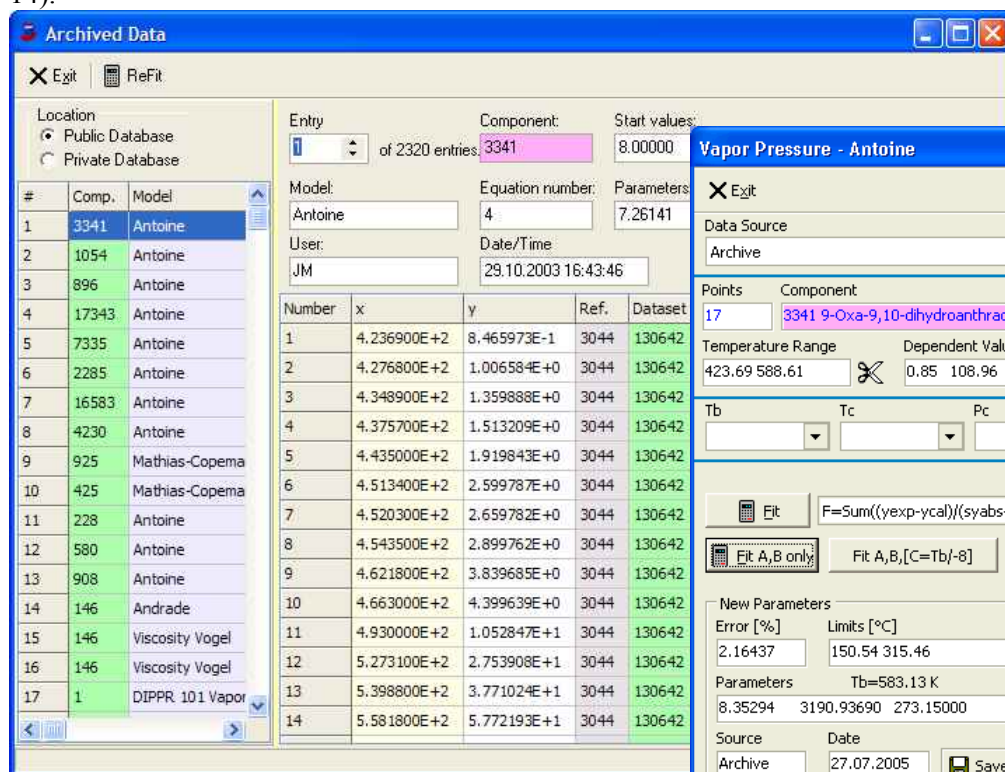 14).
Archived Data
Exit ReFit
Location
Public Database
Private Database
# Comp. Model
1 3341 Antoine
2 1054 Antoine
3 896 Antoine
4 17343 Antoine
5 7335 Antoine
6 2285 Antoine
7 16583 Antoine
8 4230 Antoine
9 925 Mathias-Copema
10 425 Mathias-Copema
11 228 Antoine
12 580 Antoine
13 908 Antoine
14 146 Andrade
15 146 Viscosity Vogel
16 146 Viscosity Vogel
17 1 DIPPR 101 Vapor
Entry Component: Start values:
1 of 2320 entries. 3341 8.00000
Model: Equation number: Parameters
Antoine 4 7.26141
User: Date/Time
JM 29.10.2003 16:43:46
Number x y Ref. Dataset
1 4.236900E+2 8.465973E-1 3044 130642
2 4.276800E+2 1.006584E+0 3044 130642
3 4.348900E+2 1.359888E+0 3044 130642
4 4.375700E+2 1.513209E+0 3044 130642
5 4.435000E+2 1.919843E+0 3044 130642
6 4.513400E+2 2.599787E+0 3044 130642
7 4.520300E+2 2.659782E+0 3044 130642
8 4.543500E+2 2.899762E+0 3044 130642
9 4.621800E+2 3.839685E+0 3044 130642
10 4.663000E+2 4.399639E+0 3044 130642
11 4.930000E+2 1.052847E+1 3044 130642
12 5.273100E+2 2.753908E+1 3044 130642
13 5.398800E+2 3.771024E+1 3044 130642
14 5.581800E+2 5.772193E+1 3044 130642
Vapor Pressure - Antoine
Exit
Data Source
Archive
Points Component
17 3341 9-Oxa-9,10-dihydroanthrac
Temperature Range Dependent Valu
423.69 588.61 0.85 108.96
Tb Tc Pc
Fit F=Sum((yexp-ycal)/(syabs-
Fit A,B only Fit A,B,[C=Tb/-8]
New Parameters
Error [%] Limits [°C]
2.16437 150.54 315.46
Parameters Tb=583.13 K
8.35294 3190.93690 273.15000
Source Date
Archive 27.07.2005 Save